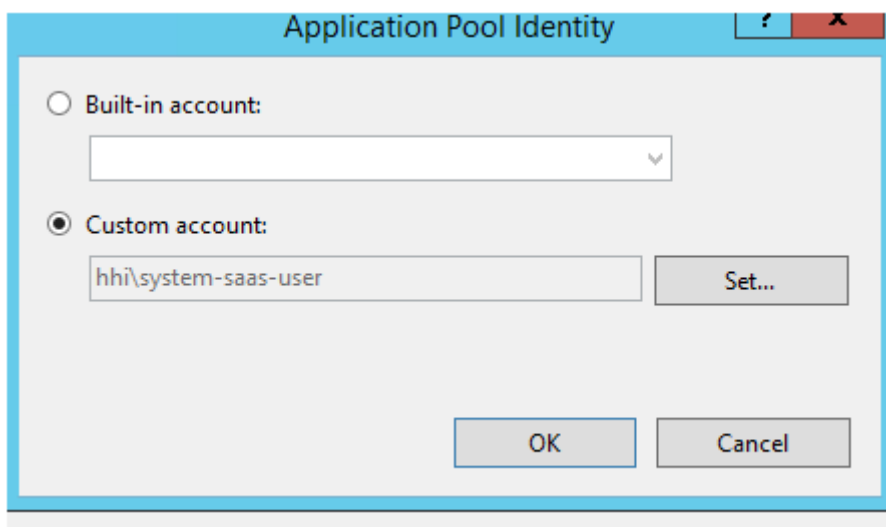 Application Pool Identity
? x
Built-in account:
Custom account:
hhi\system-saas-user
Set...
OK
Cancel